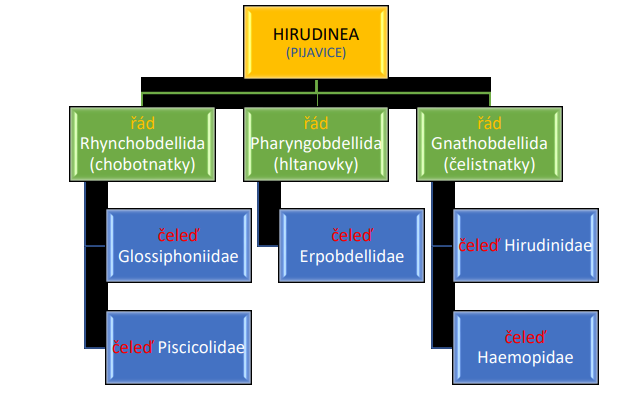 HIRUDINEA
(PIJAVICE)
řád
Rhynchobdellida
(chobotnatky)
řád
Pharyngobdellida
(hltanovky)
řád
Gnathobdellida
(čelistnatky)
čeleď
Glossiphoniidae
čeleď Piscicolidae
čeleď
Erpobdellidae
čeleď Hirudinidae
čeleď
Haemopidae